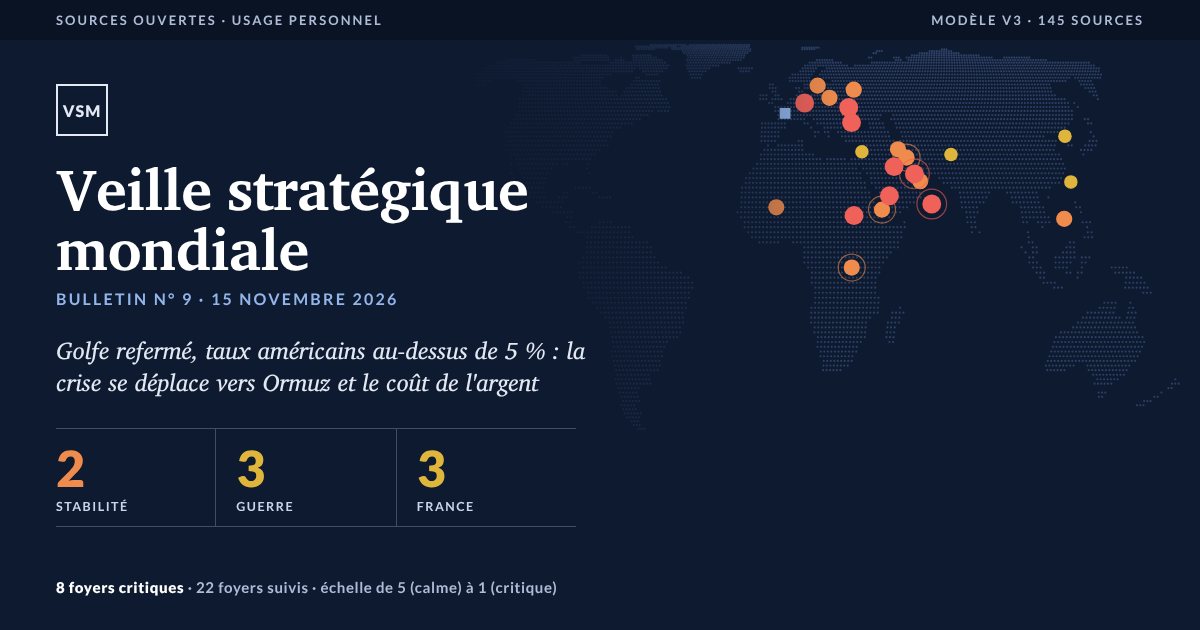 SOURCES OUVERTES · USAGE PERSONNEL
MODÈLE V3 · 145 SOURCES
VSM
Veille stratégique
mondiale
BULLETIN N° 9 · 15 NOVEMBRE 2026
Golfe refermé, taux américains au-dessus de 5 % : la
crise se déplace vers Ormuz et le coût de l'argent
2
STABILITÉ
3
GUERRE
3
FRANCE
8 foyers critiques · 22 foyers suivis · échelle de 5 (calme) à 1 (critique)